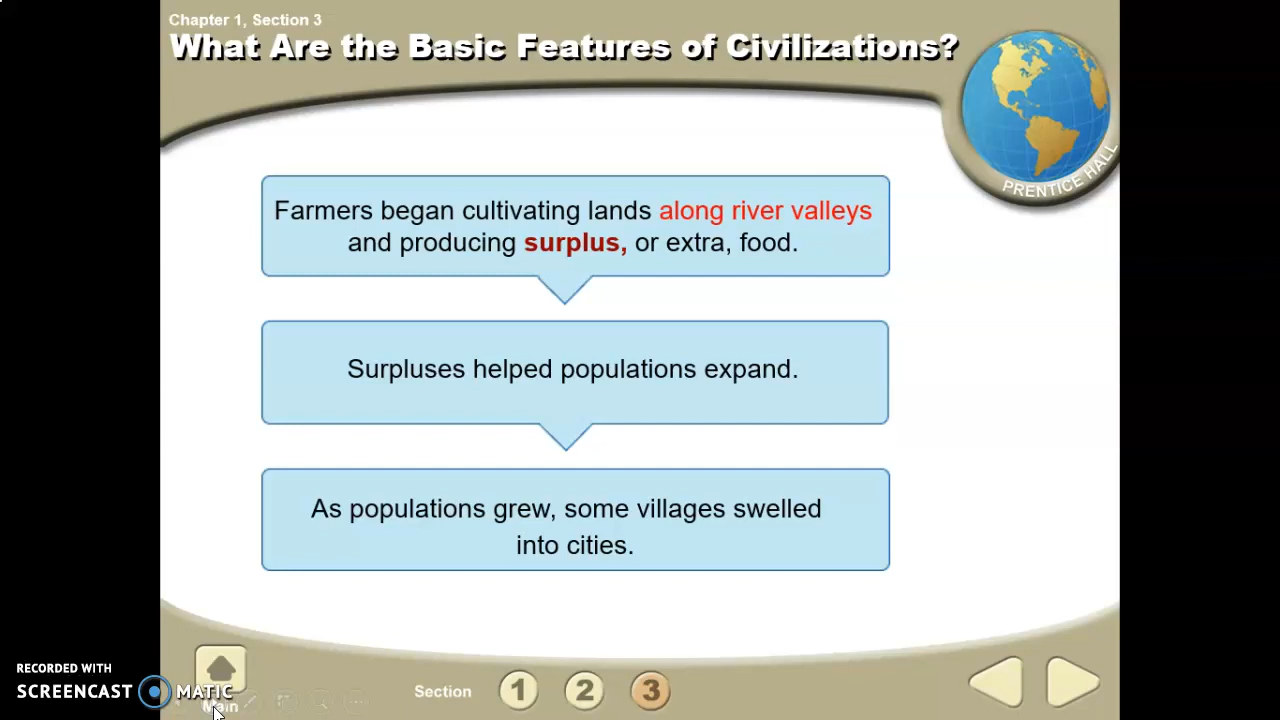 Chapter 1, Section 3
What Are the Basic Features of Civilizations?
PRENTICE HALL
Farmers began cultivating lands along river valleys
and producing surplus, or extra, food.
Surpluses helped populations expand.
As populations grew, some villages swelled
into cities.
RECORDED WITH
SCREENCAST MATIC
Main
Section 1 2 3